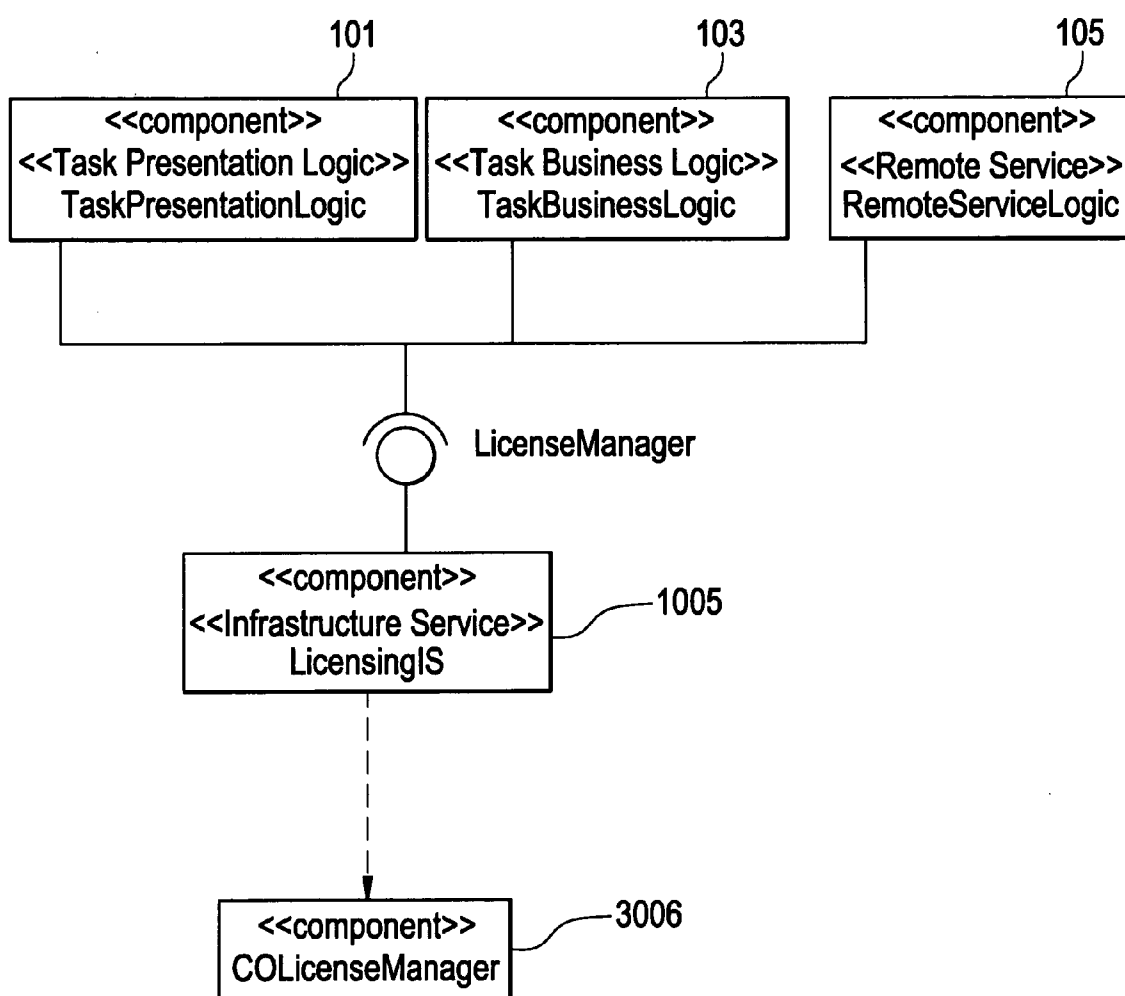 101
103
105
<<component>>
<<Task Presentation Logic>>
TaskPresentationLogic
<<component>>
<<Task Business Logic>>
TaskBusinessLogic
<<component>>
<<Remote Service>>
RemoteServiceLogic
LicenseManager
<<component>>
<<Infrastructure Service>>
LicensingIS
1005
<<component>>
COLicenseManager
3006